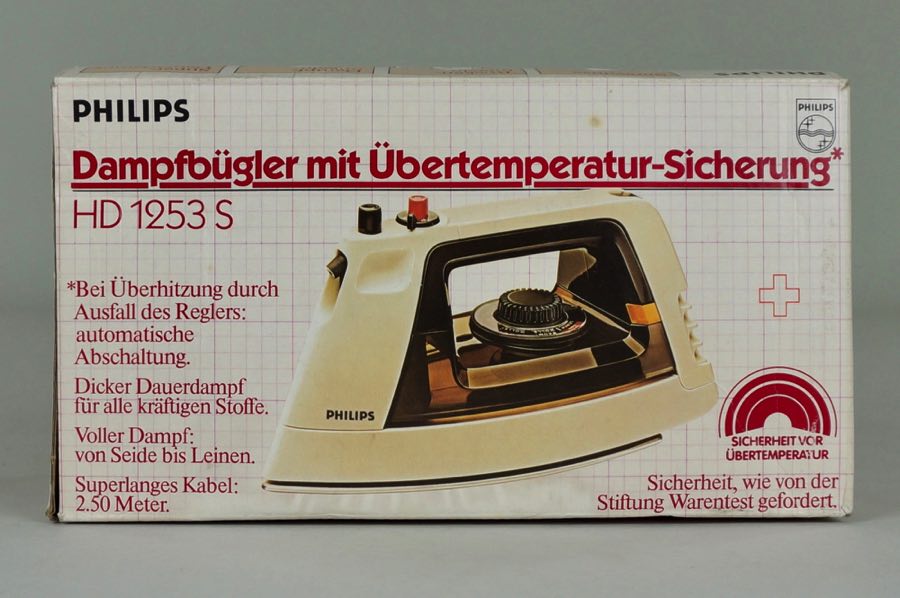 PHILIPS
PHILIPS
Dampfbügler mit Übertemperatur-Sicherung*
HD 1253 S
*Bei Überhitzung durch
Ausfall des Reglers:
automatische
Abschaltung.
Dicker Dauerdampf
für alle kräftigen Stoffe.
Voller Dampf:
von Seide bis Leinen.
Superlanges Kabel:
2.50 Meter.
PHILIPS
SICHERHEIT VOR
ÜBERTEMPERATUR
Sicherheit, wie von der
Stiftung Warentest gefordert.